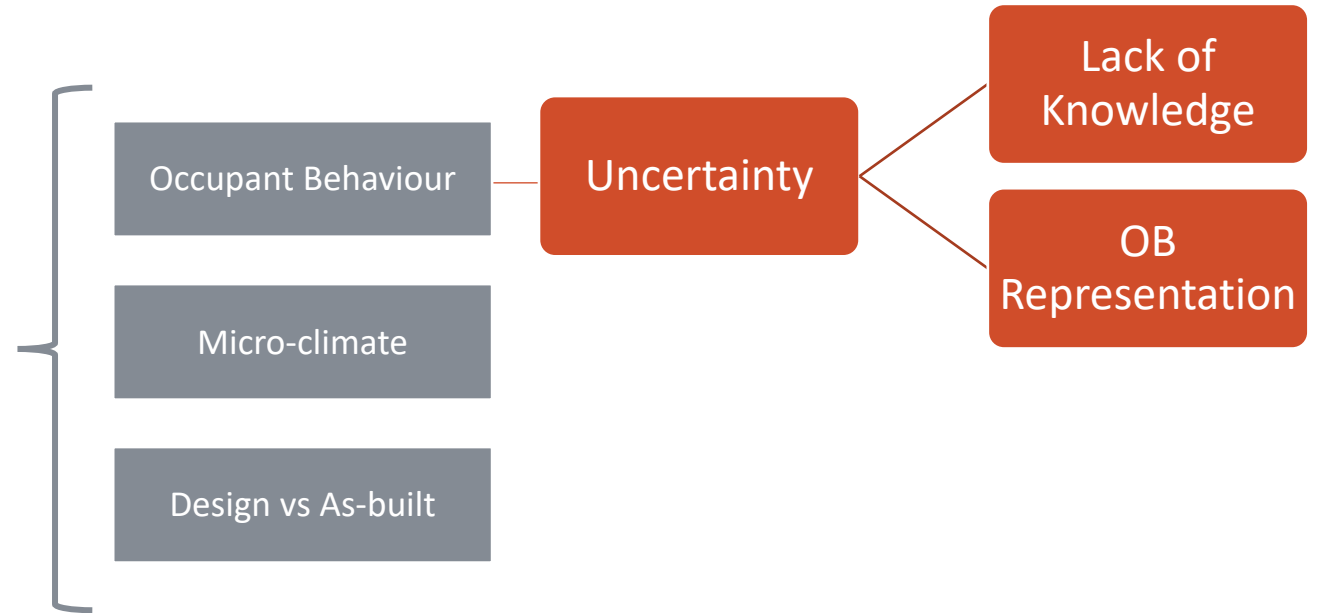 Occupant Behaviour
Micro-climate
Design vs As-built
Uncertainty
Lack of
Knowledge
OB
Representation